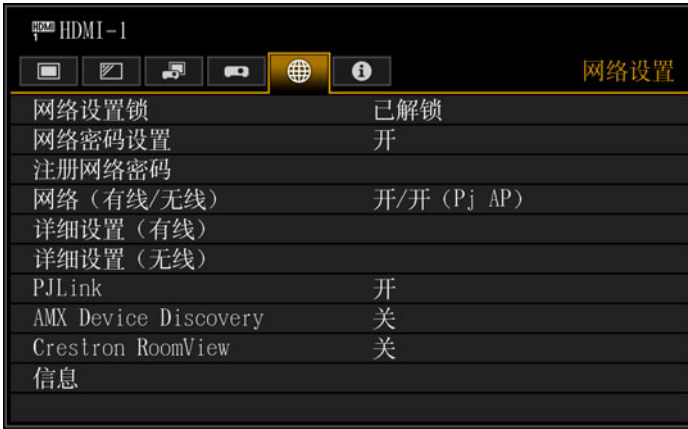 HDMI 1 HDMI-1
网络设置
网络设置锁 已解锁
网络密码设置 开
注册网络密码
网络（有线/无线） 开/开（Pj AP）
详细设置（有线）
详细设置（无线）
PJLink 开
AMX Device Discovery 关
Crestron RoomView 关
信息